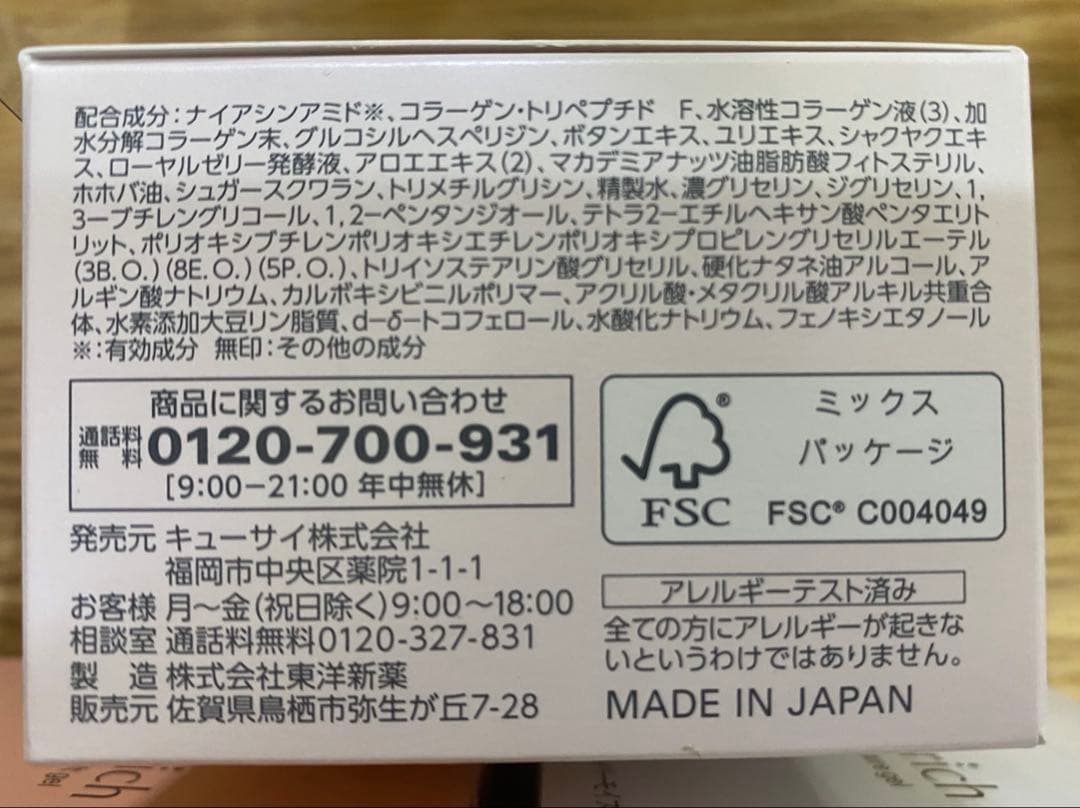 配合成分:ナイアシンアミド※、コラーゲン・トリペプチド F、水溶性コラーゲン液(3)、加
水分解コラーゲン末、グルコシルヘスペリジン、ボタンエキス、ユリエキス、シャクヤクエキ
ス、ローヤルゼリー発酵液、アロエエキス(2)、マカデミアナッツ油脂肪酸フィトステリル、
ホホバ油、シュガースクワラン、トリメチルグリシン、精製水、濃グリセリン、ジグリセリン、1,
3-ブチレングリコール、1,2-ペンタンジオール、テトラ2-エチルヘキサン酸ペンタエリト
リット、ポリオキシブチレンポリオキシエチレンポリオキシプロピレングリセリルエーテル
(3B.O.)(8E.O.)(5P.O.)、トリイソステアリン酸グリセリル、硬化ナタネ油アルコール、ア
ルギン酸ナトリウム、カルボキシビニルポリマー、アクリル酸・メタクリル酸アルキル共重合
体、水素添加大豆リン脂質、d-δ-トコフェロール、水酸化ナトリウム、フェノキシエタノール
※:有効成分 無印:その他の成分
商品に関するお問い合わせ
通話料無料 0120-700-931
[9:00-21:00 年中無休]
発売元 キューサイ株式会社
福岡市中央区薬院1-1-1
お客様 月～金(祝日除く)9:00～18:00
相談室 通話料無料0120-327-831
製 造 株式会社東洋新薬
販売元 佐賀県鳥栖市弥生が丘7-28
ミックス
パッケージ
FSC® C004049
®
FSC
アレルギーテスト済み
全ての方にアレルギーが起きな
いというわけではありません。
MADE IN JAPAN
rich
gel
rich